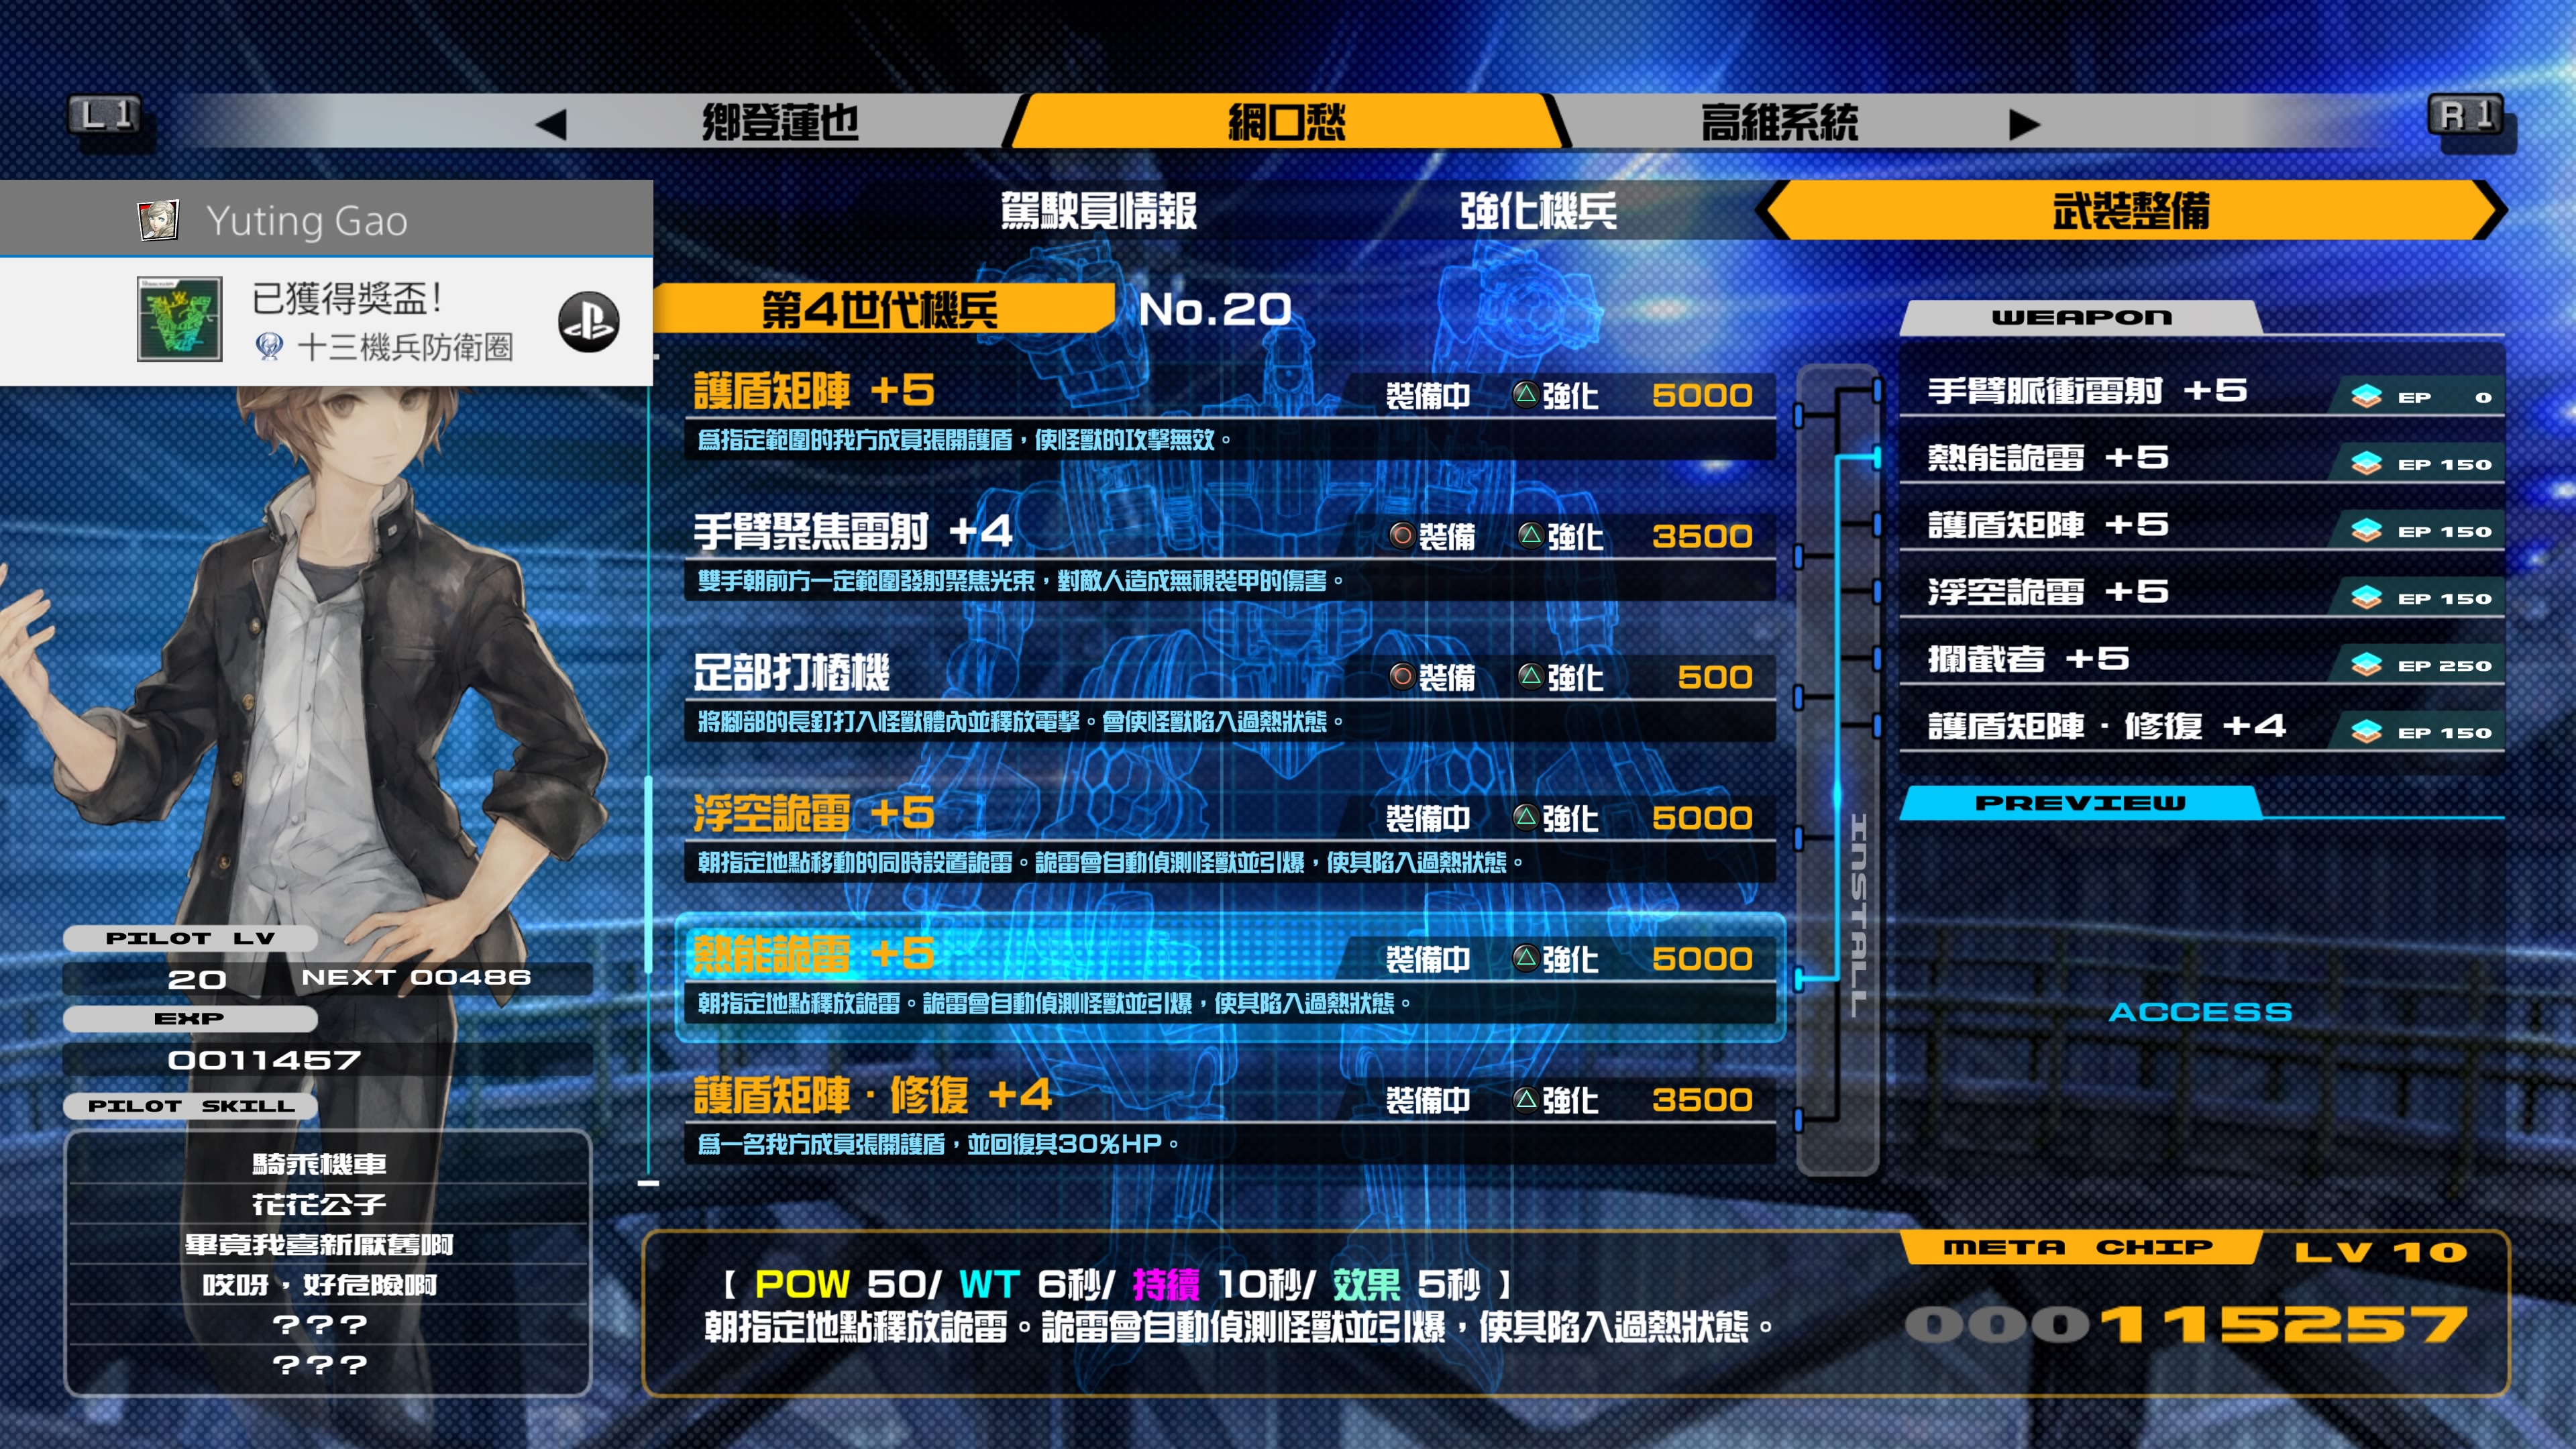 L1
鄉登蓮也
網口愁
高維系統
R1
Yuting Gao
已獲得獎盃!
十三機兵防衛圈
駕駛員情報
強化機兵
武裝整備
第4世代機兵 No.20
護盾矩陣 +5 裝備中 強化 5000
為指定範圍的我方成員張開護盾，使怪獸的攻擊無效。
手臂聚焦雷射 +4 裝備 強化 3500
雙手朝前方一定範圍發射聚焦光束，對敵人造成無視裝甲的傷害。
足部打樁機 裝備 強化 500
將腳部的長釘打入怪獸體內並釋放電擊。會使怪獸陷入過熱狀態。
浮空詭雷 +5 裝備中 強化 5000
朝指定地點移動的同時設置詭雷。詭雷會自動偵測怪獸並引爆，使其陷入過熱狀態。
熱能詭雷 +5 裝備中 強化 5000
朝指定地點釋放詭雷。詭雷會自動偵測怪獸並引爆，使其陷入過熱狀態。
護盾矩陣・修復 +4 裝備中 強化 3500
為一名我方成員張開護盾，並回復其30%HP。
INSTALL
WEAPON
手臂脈衝雷射 +5 EP 0
熱能詭雷 +5 EP 150
護盾矩陣 +5 EP 150
浮空詭雷 +5 EP 150
攔截者 +5 EP 250
護盾矩陣・修復 +4 EP 150
PREVIEW
ACCESS
PILOT LV
20 NEXT 00486
EXP
0011457
PILOT SKILL
騎乘機車
花花公子
畢竟我喜新厭舊啊
哎呀，好危險啊
???
???
【 POW 50/ WT 6秒/ 持續 10秒/ 效果 5秒 】
朝指定地點釋放詭雷。詭雷會自動偵測怪獸並引爆，使其陷入過熱狀態。
META CHIP LV 10
000115257